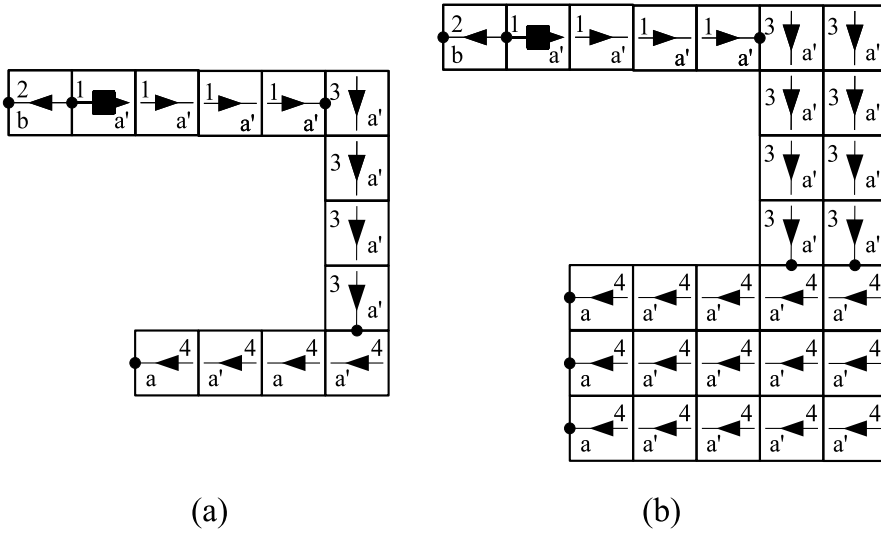 2 1 1 1 1 3
b a' a' a' a' a'
3
a'
3
a'
3
a'
4 4 4 4
a a' a a'
(a)
2 1 1 1 1 3 3
b a' a' a' a'
3 3
3 3
3 3
a' a'
4 4 4 4 4
a a' a' a' a'
4 4 4 4 4
a a' a' a' a'
4 4 4 4 4
a a' a' a' a'
(b)